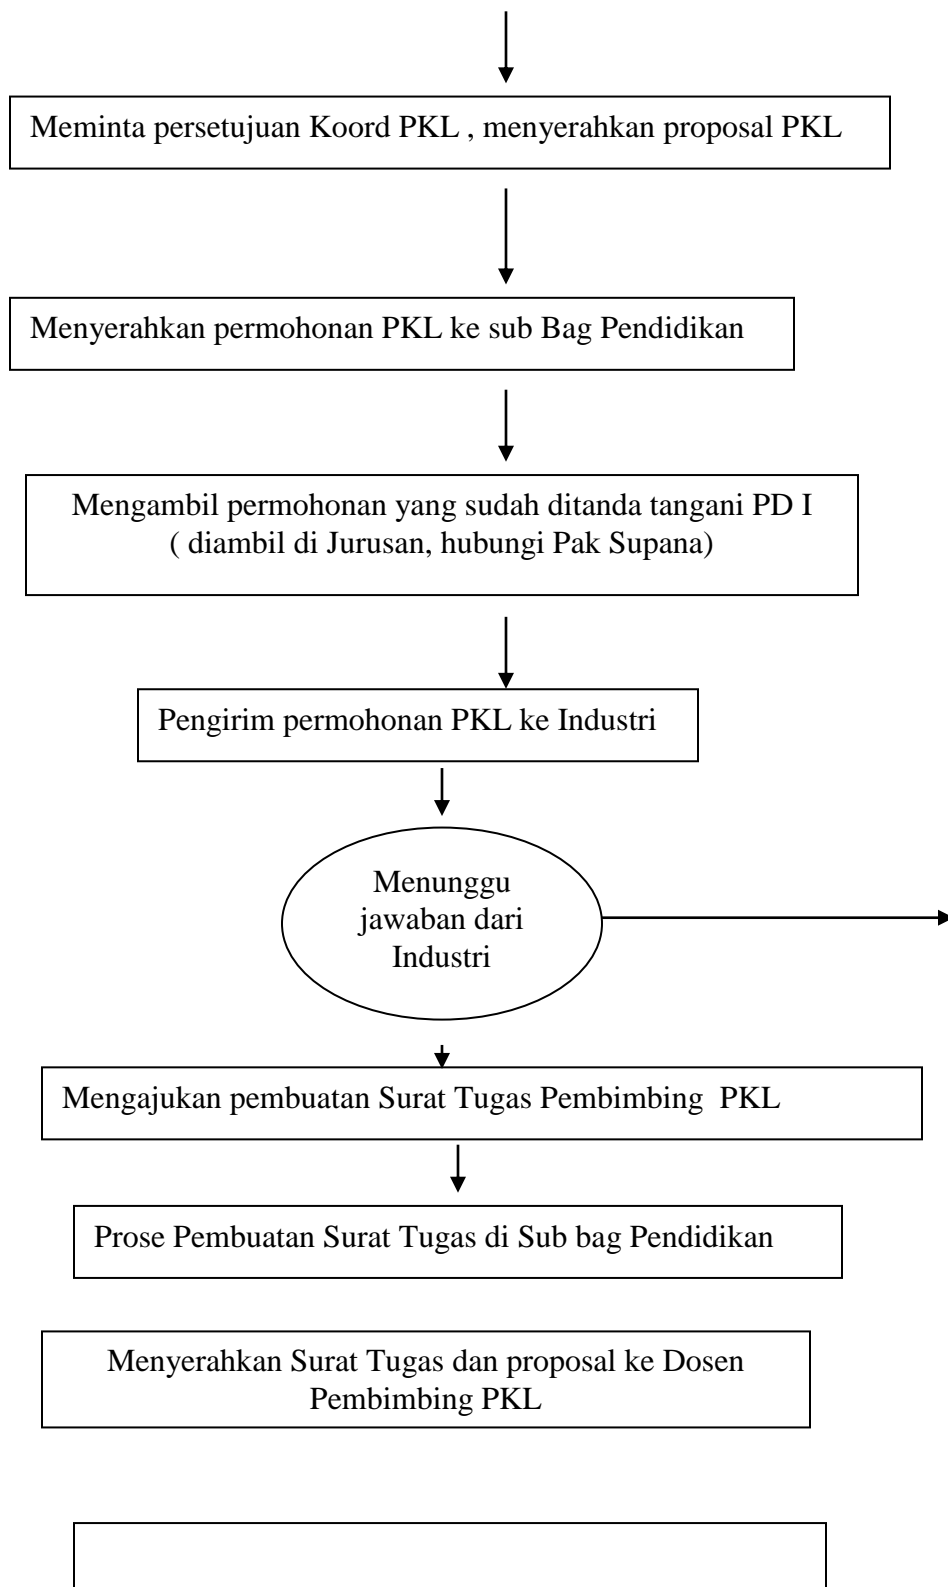 Meminta persetujuan Koord PKL , menyerahkan proposal PKL
Menyerahkan permohonan PKL ke sub Bag Pendidikan
Mengambil permohonan yang sudah ditanda tangani PD I
( diambil di Jurusan, hubungi Pak Supana)
Pengirim permohonan PKL ke Industri
Menunggu
jawaban dari
Industri
Mengajukan pembuatan Surat Tugas Pembimbing  PKL
Prose Pembuatan Surat Tugas di Sub bag Pendidikan
Menyerahkan Surat Tugas dan proposal ke Dosen
Pembimbing PKL